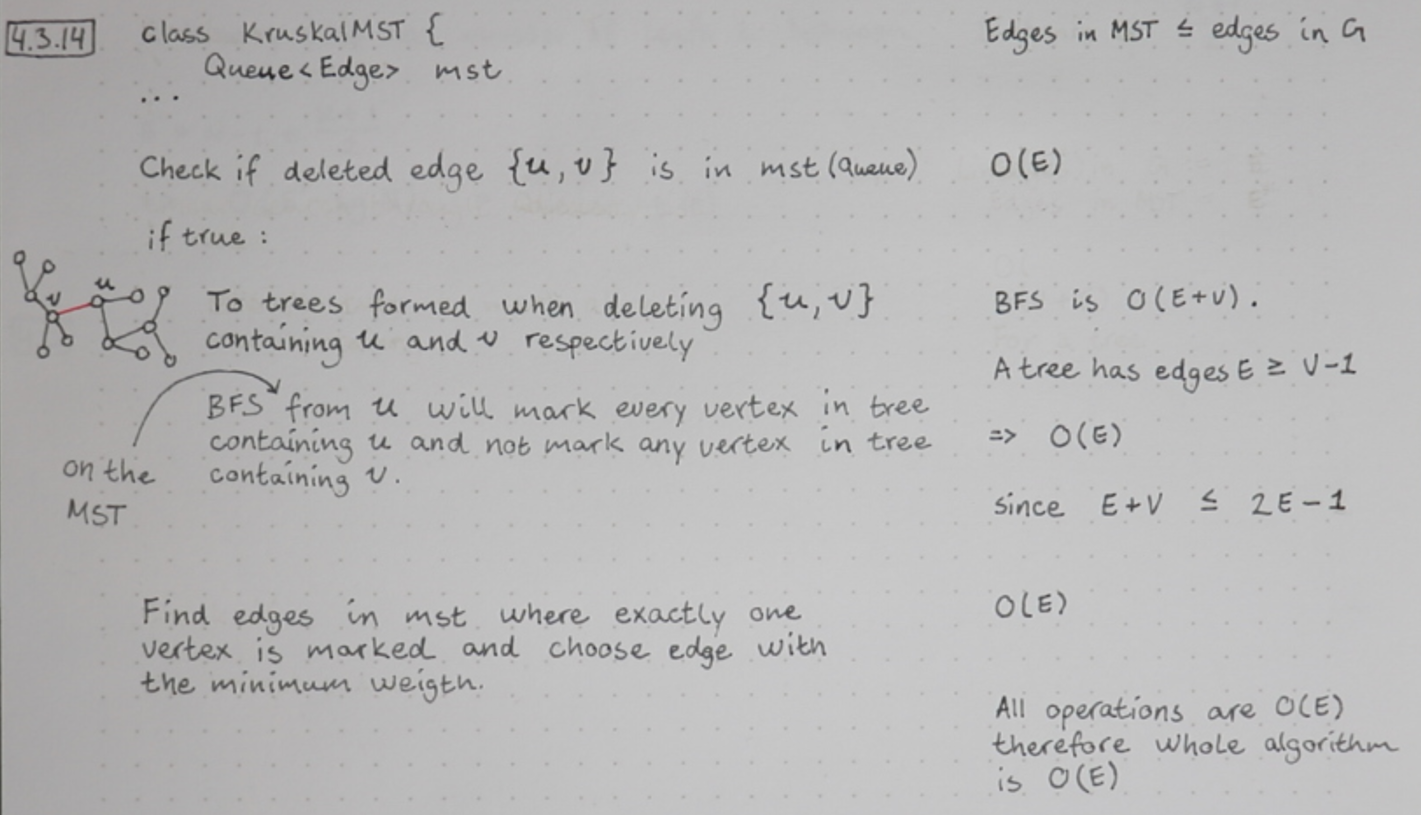 4.3.14 class KruskalMST { Edges in MST ≤ edges in G
Queue<Edge> mst
...
Check if deleted edge {u, v} is in mst (Queue) O(E)
if true :
u
v
To trees formed when deleting {u, v} BFS is O(E+V).
containing u and v respectively
A tree has edges E ≥ V-1
BFS from u will mark every vertex in tree
containing u and not mark any vertex in tree => O(E)
on the containing v.
MST since E+V ≤ 2E-1
Find edges in mst where exactly one O(E)
vertex is marked and choose edge with
the minimum weigth.
All operations are O(E)
therefore whole algorithm
is O(E)